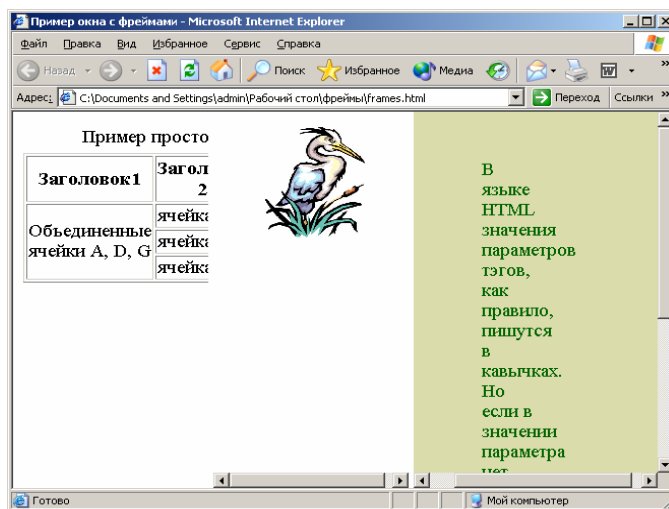 Пример окна с фреймами - Microsoft Internet Explorer
Файл Правка Вид Избранное Сервис Справка
Назад Поиск Избранное Медиа
Адрес: C:\Documents and Settings\admin\Рабочий стол\фреймы\frames.html Переход Ссылки
Пример просто
Заголовок1 Загол
2
Объединенные
ячейки A, D, G
ячейка
ячейка
ячейка
В
языке
HTML
значения
параметров
тэгов,
как
правило,
пишутся
в
кавычках.
Но
если в
значении
параметра
нет
Готово Мой компьютер